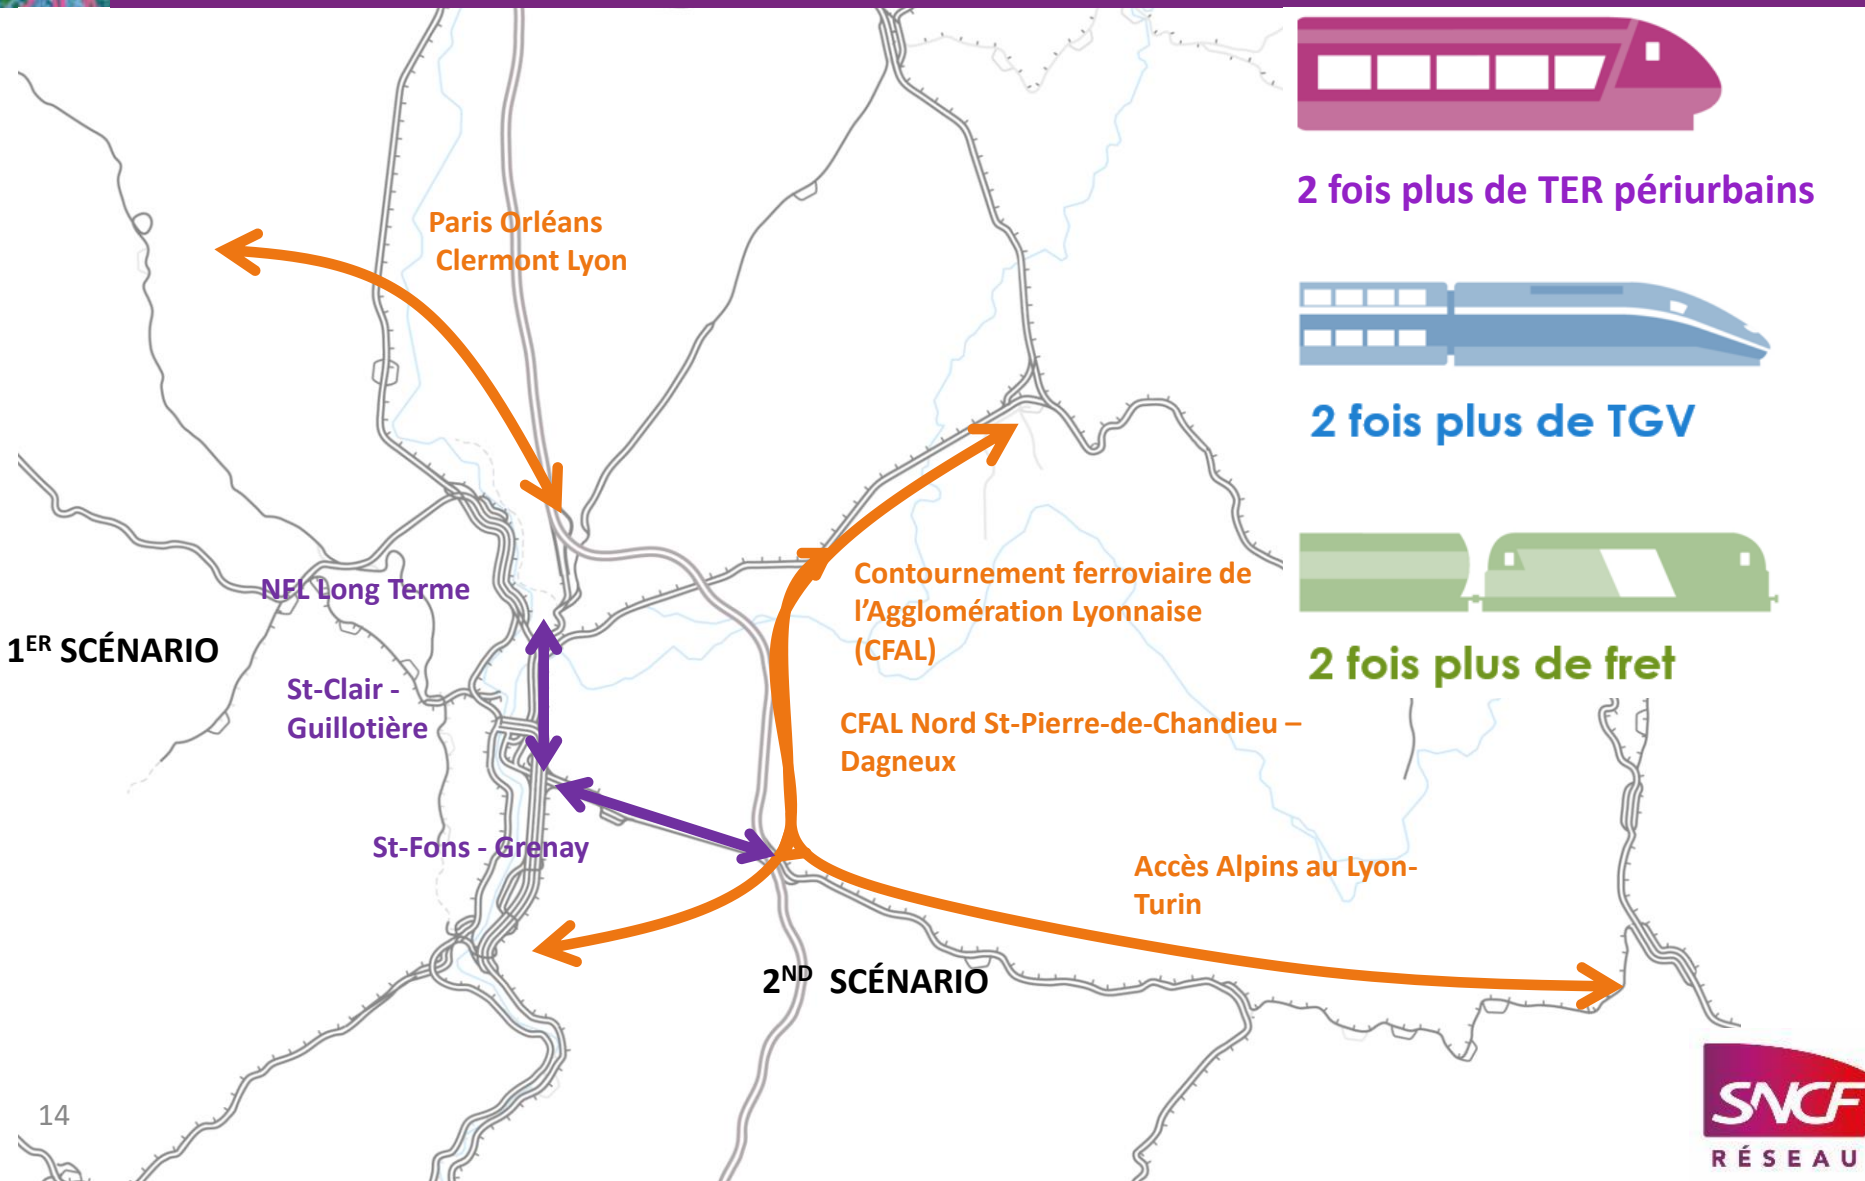 2 fois plus de TER périurbains
Paris Orléans
Clermont Lyon
2 fois plus de TGV
NFL Long Terme
Contournement ferroviaire de
l'Agglomération Lyonnaise
(CFAL)
1ER SCÉNARIO
2 fois plus de fret
St-Clair -
Guillotière
CFAL Nord St-Pierre-de-Chandieu –
Dagneux
St-Fons - Grenay
Accès Alpins au Lyon-
Turin
2ND SCÉNARIO
14
SNCF
RÉSEAU